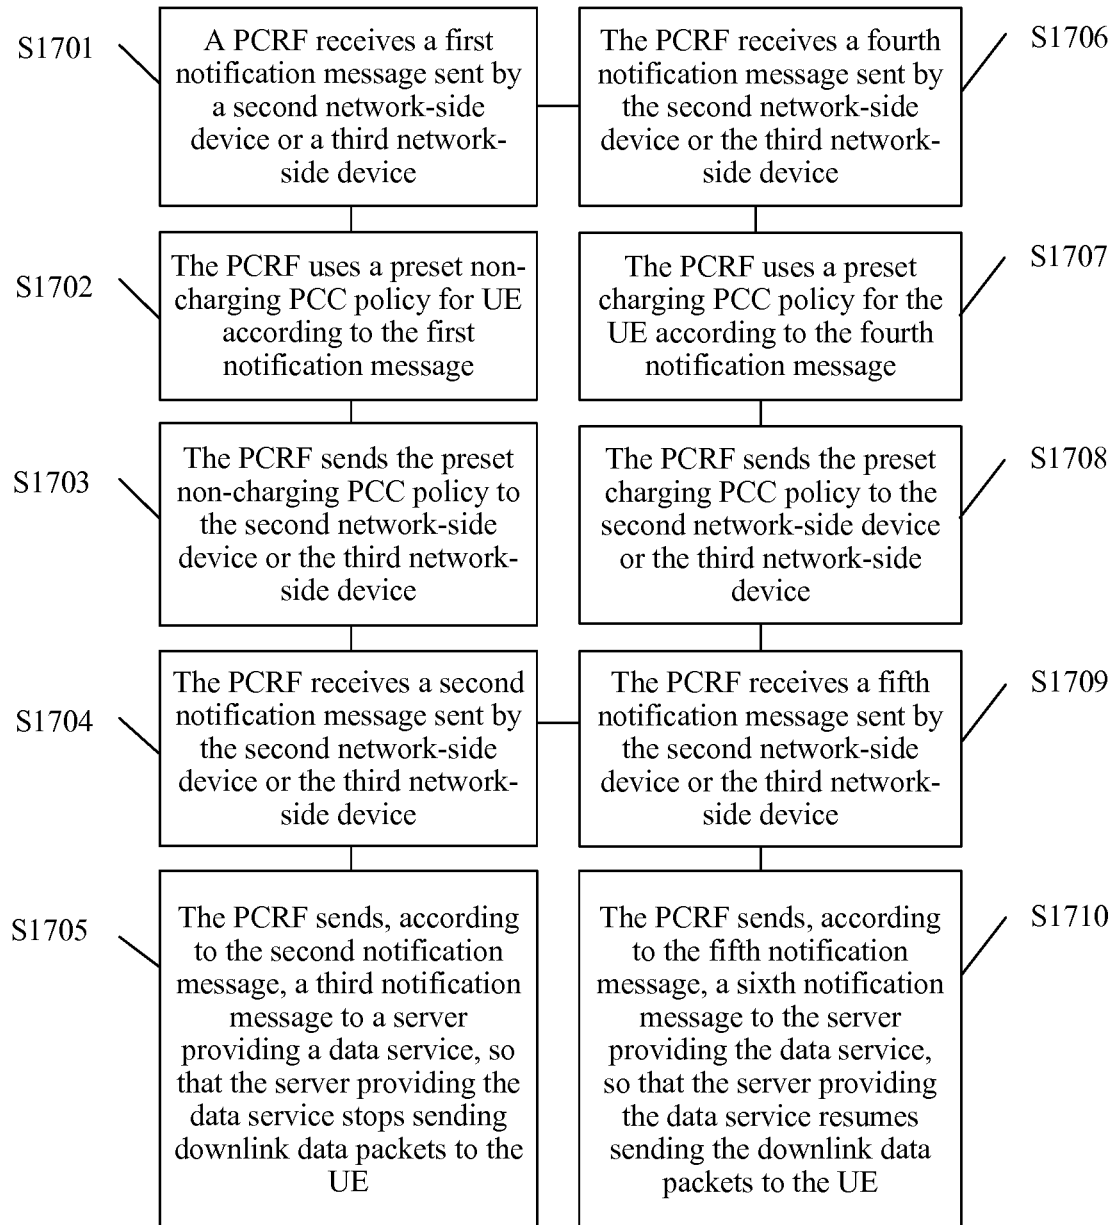 S1701
A PCRF receives a first
notification message sent by
a second network-side
device or a third network-
side device
S1702
The PCRF uses a preset non-
charging PCC policy for UE
according to the first
notification message
S1703
The PCRF sends the preset
non-charging PCC policy to
the second network-side
device or the third network-
side device
S1704
The PCRF receives a second
notification message sent by
the second network-side
device or the third network-
side device
S1705
The PCRF sends, according
to the second notification
message, a third notification
message to a server
providing a data service, so
that the server providing the
data service stops sending
downlink data packets to the
UE
S1706
The PCRF receives a fourth
notification message sent by
the second network-side
device or the third network-
side device
S1707
The PCRF uses a preset
charging PCC policy for the
UE according to the fourth
notification message
S1708
The PCRF sends the preset
charging PCC policy to the
second network-side device
or the third network-side
device
S1709
The PCRF receives a fifth
notification message sent by
the second network-side
device or the third network-
side device
S1710
The PCRF sends, according
to the fifth notification
message, a sixth notification
message to the server
providing the data service,
so that the server providing
the data service resumes
sending the downlink data
packets to the UE